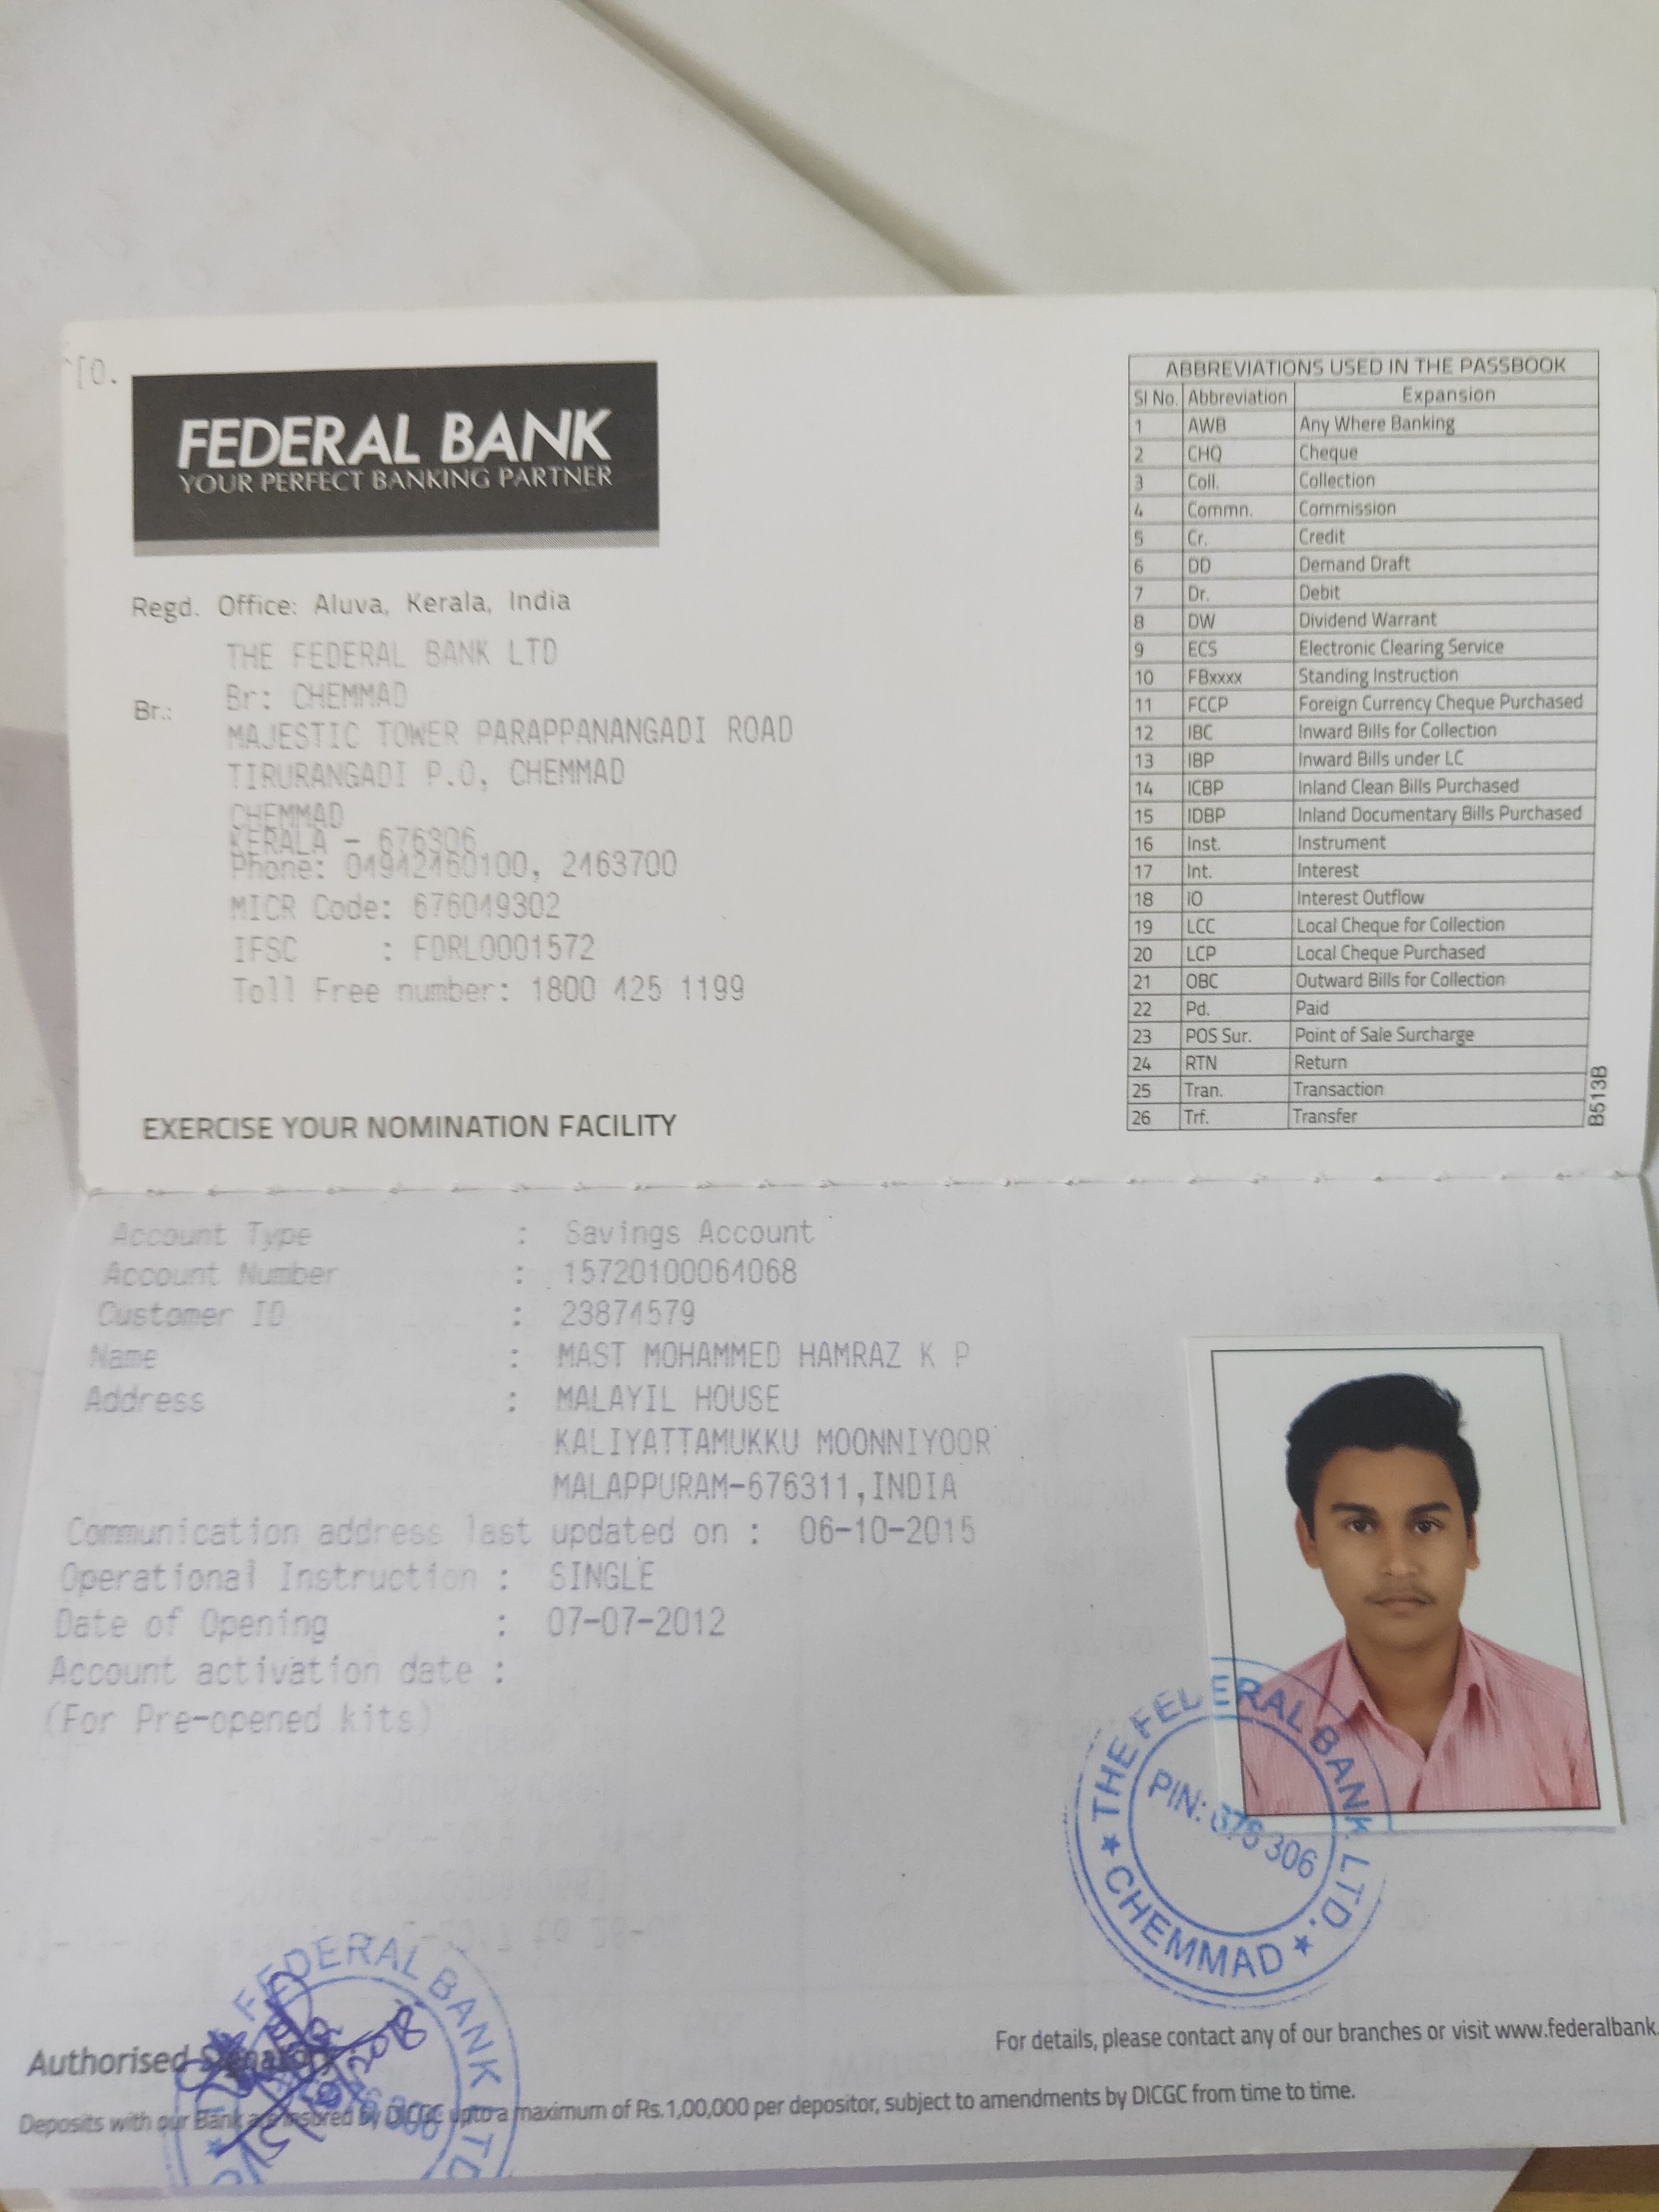 FEDERAL BANK
YOUR PERFECT BANKING PARTNER
Regd. Office: Aluva, Kerala, India
THE FEDERAL BANK LTD
Br.: Br: CHEMMAD
MAJESTIC TOWER PARAPPANANGADI ROAD
TIRURANGADI P.O, CHEMMAD
CHEMMAD
KERALA - 676306
Phone: 04942460100, 2463700
MICR Code: 676049302
IFSC : FDRL0001572
Toll Free number: 1800 425 1199
EXERCISE YOUR NOMINATION FACILITY
ABBREVIATIONS USED IN THE PASSBOOK
Sl No. Abbreviation Expansion
1 AWB Any Where Banking
2 CHQ Cheque
3 Coll. Collection
4 Commn. Commission
5 Cr. Credit
6 DD Demand Draft
7 Dr. Debit
8 DW Dividend Warrant
9 ECS Electronic Clearing Service
10 FBxxxx Standing Instruction
11 FCCP Foreign Currency Cheque Purchased
12 IBC Inward Bills for Collection
13 IBP Inward Bills under LC
14 ICBP Inland Clean Bills Purchased
15 IDBP Inland Documentary Bills Purchased
16 Inst. Instrument
17 Int. Interest
18 IO Interest Outflow
19 LCC Local Cheque for Collection
20 LCP Local Cheque Purchased
21 OBC Outward Bills for Collection
22 Pd. Paid
23 POS Sur. Point of Sale Surcharge
24 RTN Return
25 Tran. Transaction
26 Trf. Transfer
B513B
Account Type : Savings Account
Account Number : 15720100064068
Customer ID : 23874579
Name : MAST MOHAMMED HAMRAZ K P
Address : MALAYIL HOUSE
KALIYATTAMUKKU MOONNIYOOR
MALAPPURAM-676311,INDIA
Communication address last updated on : 06-10-2015
Operational Instruction : SINGLE
Date of Opening : 07-07-2012
Account activation date :
(For Pre-opened kits)
THE FEDERAL BANK LTD.
PIN: 676 306
★ CHEMMAD ★
FEDERAL BANK LTD
For details, please contact any of our branches or visit www.federalbank.
Authorised Signatory
Deposits with our Bank are insured by DICGC upto a maximum of Rs.1,00,000 per depositor, subject to amendments by DICGC from time to time.